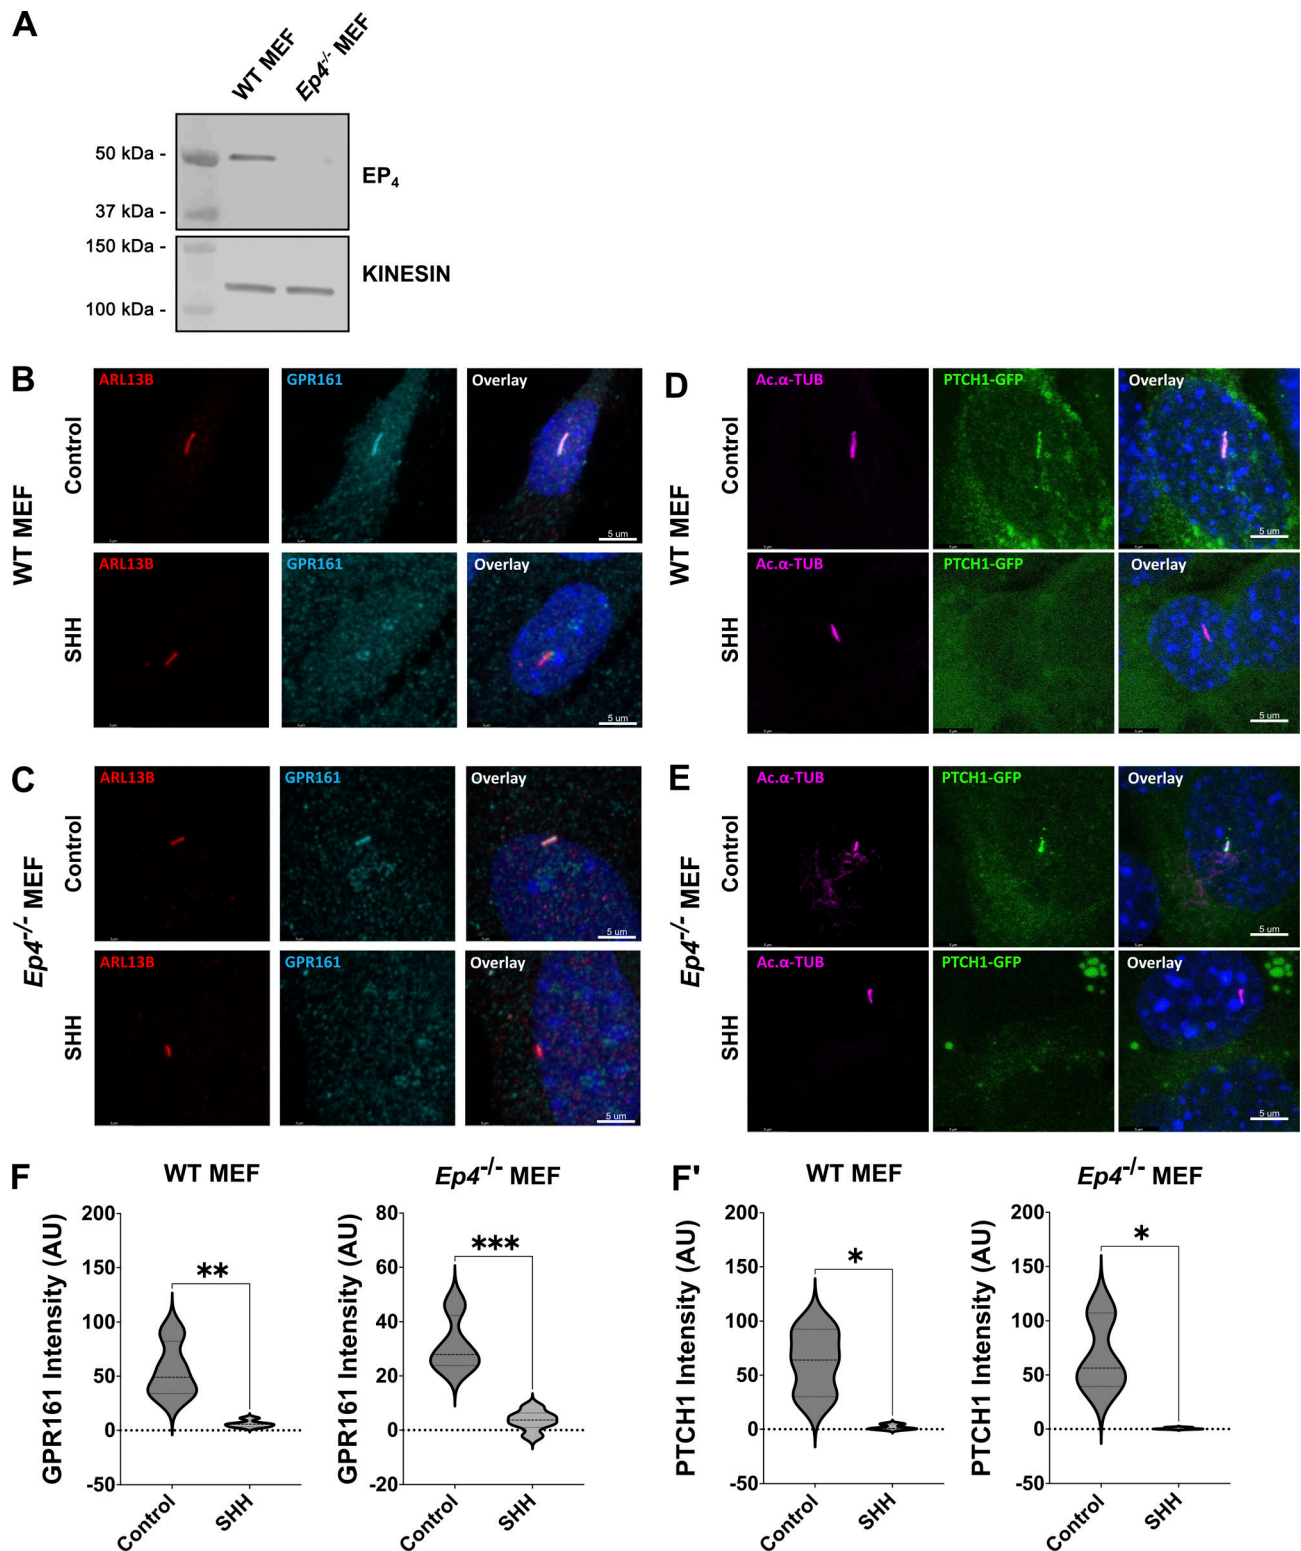 A
WT MEF
Ep4-/- MEF
50 kDa -
37 kDa -
EP4
150 kDa -
100 kDa -
KINESIN
B
WT MEF
Control
ARL13B
GPR161
Overlay
5 um
SHH
ARL13B
GPR161
Overlay
5 um
C
Ep4-/- MEF
Control
ARL13B
GPR161
Overlay
5 um
SHH
ARL13B
GPR161
Overlay
5 um
D
WT MEF
Control
Ac.α-TUB
PTCH1-GFP
Overlay
5 um
SHH
Ac.α-TUB
PTCH1-GFP
Overlay
5 um
E
Ep4-/- MEF
Control
Ac.α-TUB
PTCH1-GFP
Overlay
5 um
SHH
Ac.α-TUB
PTCH1-GFP
Overlay
5 um
F
WT MEF
GPR161 Intensity (AU)
200
150
100
50
0
-50
**
Control
SHH
Ep4-/- MEF
GPR161 Intensity (AU)
80
60
40
20
0
-20
***
Control
SHH
F'
WT MEF
PTCH1 Intensity (AU)
200
150
100
50
0
-50
*
Control
SHH
Ep4-/- MEF
PTCH1 Intensity (AU)
200
150
100
50
0
-50
*
Control
SHH